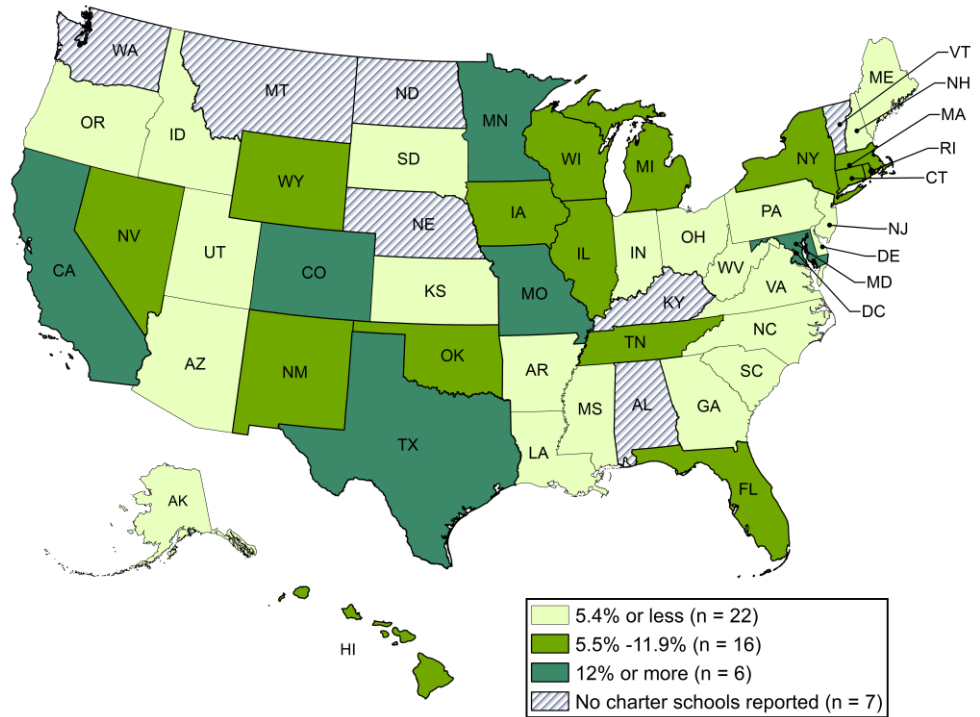 WA
MT
ND
MN
VT
ME
NH
MA
RI
CT
OR
ID
SD
WI
MI
NY
WY
IA
NE
PA
NJ
NV
UT
IL
IN
OH
DE
MD
DC
CA
CO
KS
MO
WV
VA
KY
NC
TN
AZ
NM
OK
AR
SC
MS
AL
GA
TX
LA
FL
AK
HI
5.4% or less (n = 22)
5.5% -11.9% (n = 16)
12% or more (n = 6)
No charter schools reported (n = 7)